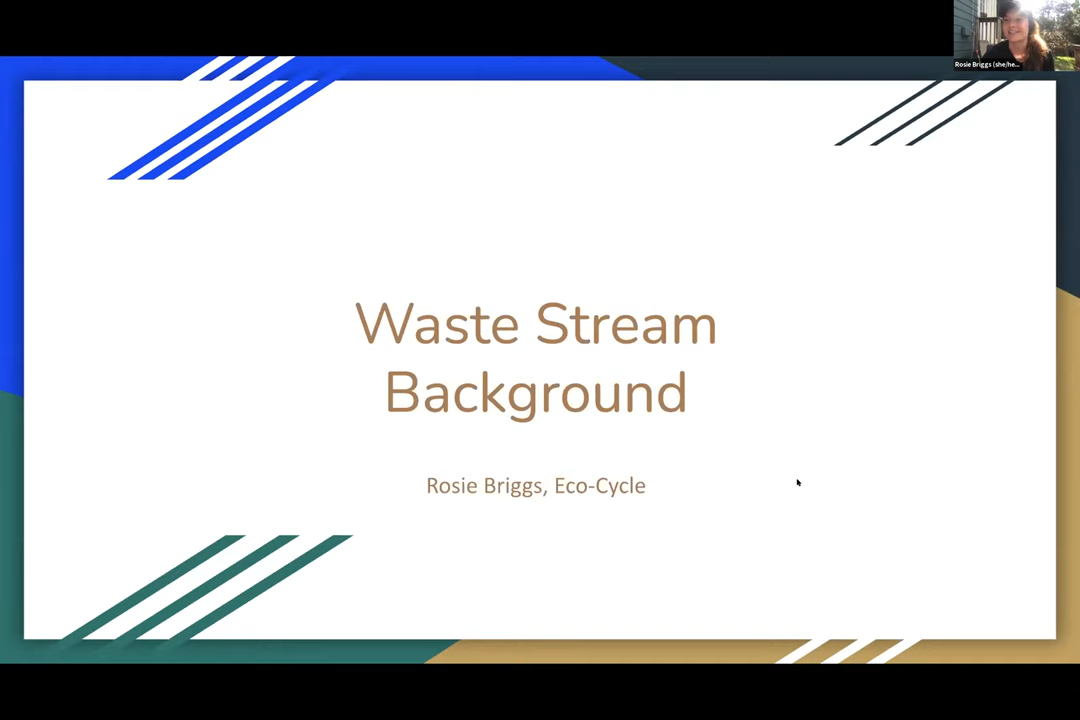 Rosie Briggs (she/he...
Waste Stream
Background
Rosie Briggs, Eco-Cycle